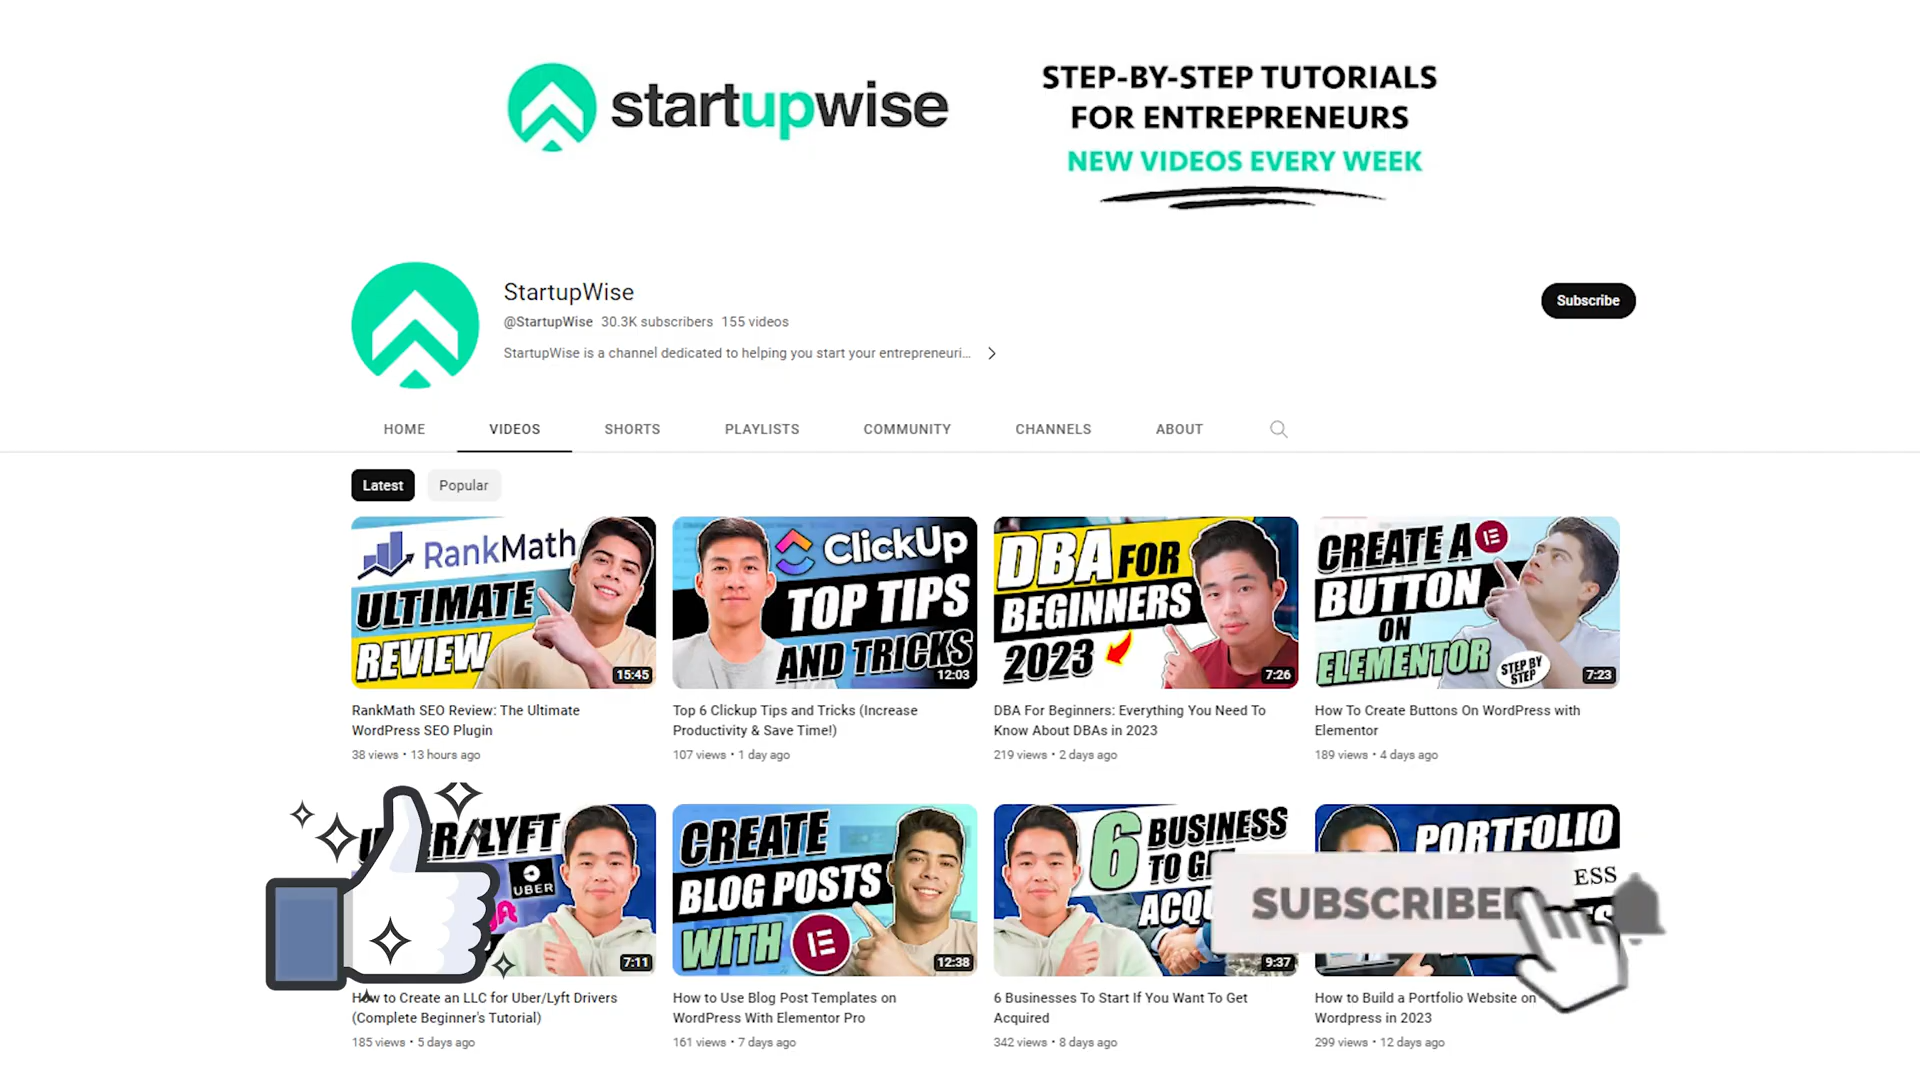 startupwise
STEP-BY-STEP TUTORIALS
FOR ENTREPRENEURS
NEW VIDEOS EVERY WEEK
StartupWise
@StartupWise 30.3K subscribers 155 videos
StartupWise is a channel dedicated to helping you start your entrepreneuri...
Subscribe
HOME VIDEOS SHORTS PLAYLISTS COMMUNITY CHANNELS ABOUT
Latest Popular
RankMath
ULTIMATE
REVIEW
15:45
ClickUp
TOP TIPS
AND TRICKS
12:03
DBA FOR
BEGINNERS
2023
7:26
CREATE A
BUTTON
ON
ELEMENTOR
STEP BY
STEP
7:23
RankMath SEO Review: The Ultimate
WordPress SEO Plugin
38 views • 13 hours ago
Top 6 Clickup Tips and Tricks (Increase
Productivity & Save Time!)
107 views • 1 day ago
DBA For Beginners: Everything You Need To
Know About DBAs in 2023
219 views • 2 days ago
How To Create Buttons On WordPress with
Elementor
189 views • 4 days ago
/LYFT
UBER
7:11
CREATE
BLOG POSTS
WITH
12:38
6 BUSINESS
TO
9:37
PORTFOLIO
SUBSCRIBED
How to Create an LLC for Uber/Lyft Drivers
(Complete Beginner's Tutorial)
185 views • 5 days ago
How to Use Blog Post Templates on
WordPress With Elementor Pro
161 views • 7 days ago
6 Businesses To Start If You Want To Get
Acquired
342 views • 8 days ago
How to Build a Portfolio Website on
Wordpress in 2023
299 views • 12 days ago